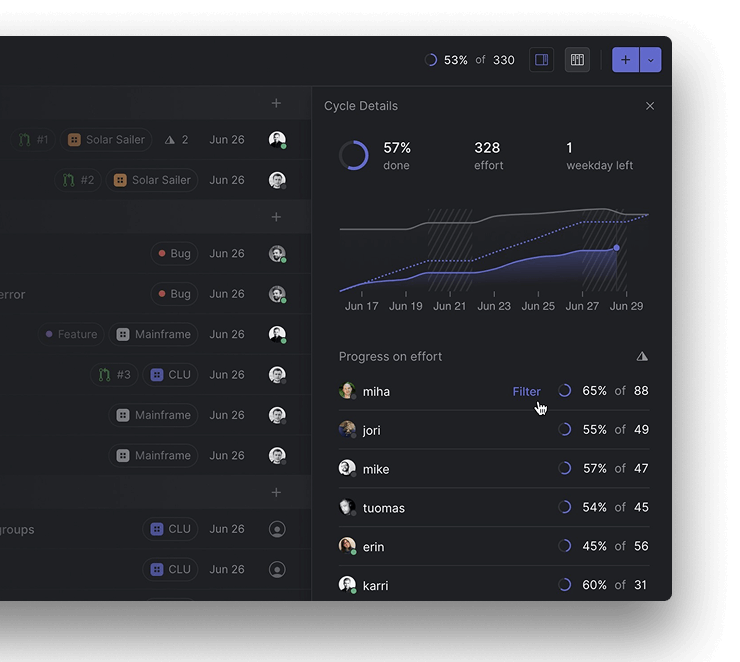 53% of 330
Cycle Details
#1 Solar Sailer 2 Jun 26
57% 328 1
done effort weekday left
#2 Solar Sailer Jun 26
Bug Jun 26
error Bug Jun 26
Feature Mainframe Jun 26
#3 CLU Jun 26
Mainframe Jun 26
Mainframe Jun 26
groups CLU Jun 26
CLU Jun 26
Jun 17 Jun 19 Jun 21 Jun 23 Jun 25 Jun 27 Jun 29
Progress on effort
miha Filter 65% of 88
jori 55% of 49
mike 57% of 47
tuomas 54% of 45
erin 45% of 56
karri 60% of 31